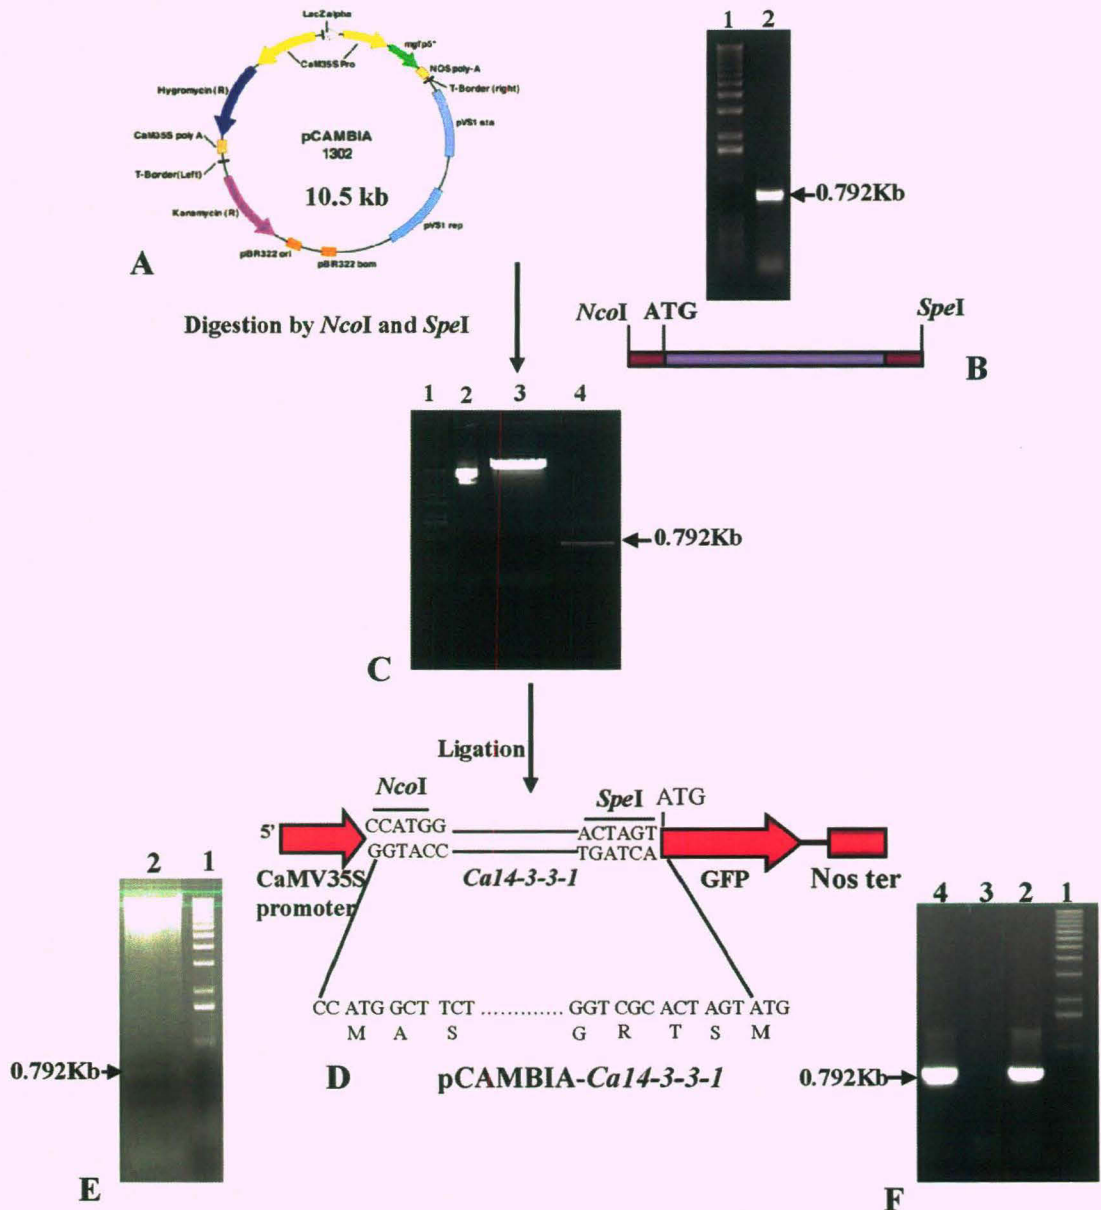 LacZ alpha
CaM35S Pro
mgfp5*
NOS poly-A
T-Border (right)
Hygromycin (R)
pVS1 sta
CaM35S poly A
pCAMBIA
1302
T-Border(Left)
10.5 kb
Kanamycin (R)
pVS1 rep
pBR322 ori
pBR322 bom
A
1 2
0.792Kb
NcoI ATG SpeI
B
Digestion by NcoI and SpeI
1 2 3 4
0.792Kb
C
Ligation
NcoI SpeI ATG
5' CCATGG ACTAGT
GGTACC TGATCA
CaMV35S Ca14-3-3-1 GFP Nos ter
promoter
CC ATG GCT TCT ............. GGT CGC ACT AGT ATG
M A S G R T S M
D pCAMBIA-Ca14-3-3-1
2 1
0.792Kb
E
4 3 2 1
0.792Kb
F